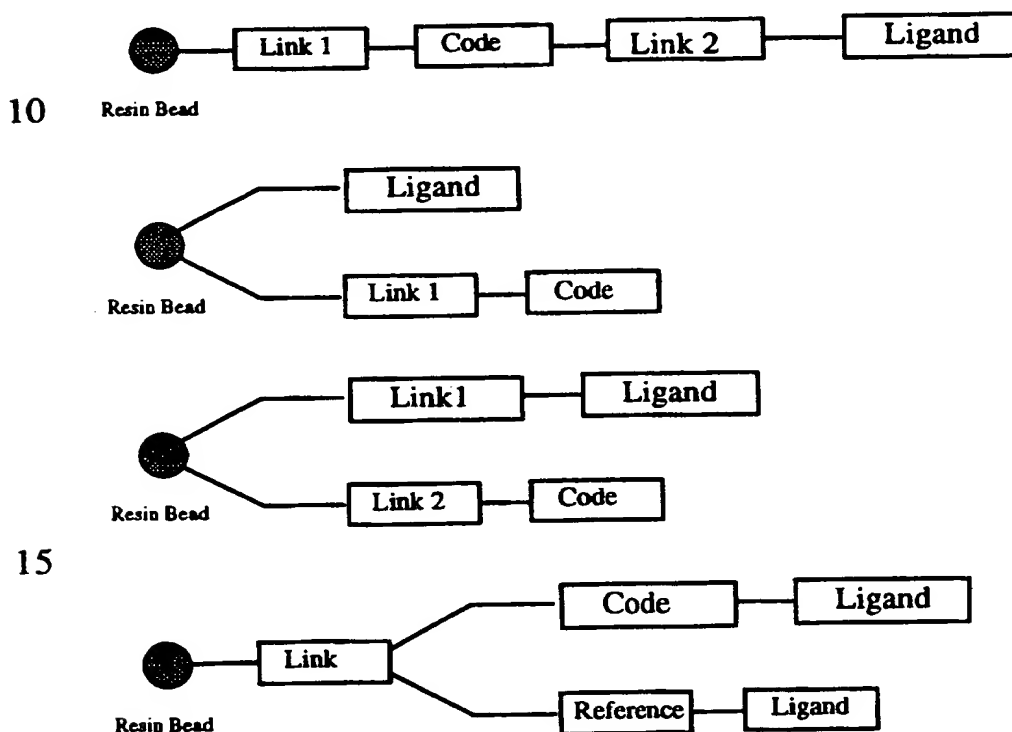 Link 1 Code Link 2 Ligand
Resin Bead
10
Ligand
Link 1 Code
Resin Bead
Link1 Ligand
Link 2 Code
Resin Bead
15
Code Ligand
Link
Reference Ligand
Resin Bead